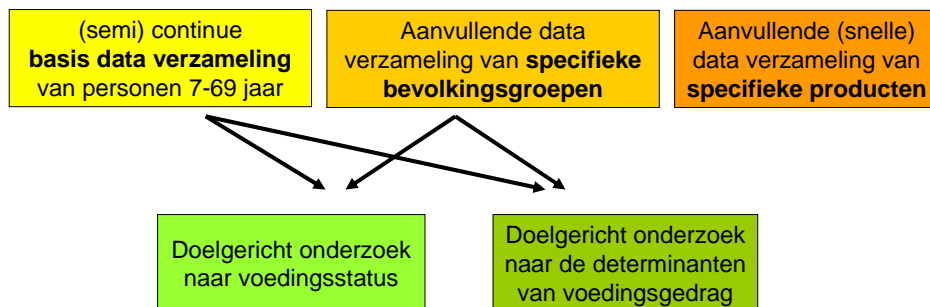 (semi) continue
basis data verzameling
van personen 7-69 jaar
Aanvullende data
verzameling van specifieke
bevolkingsgroepen
Aanvullende (snelle)
data verzameling van
specifieke producten
Doelgericht onderzoek
naar voedingsstatus
Doelgericht onderzoek
naar de determinanten
van voedingsgedrag